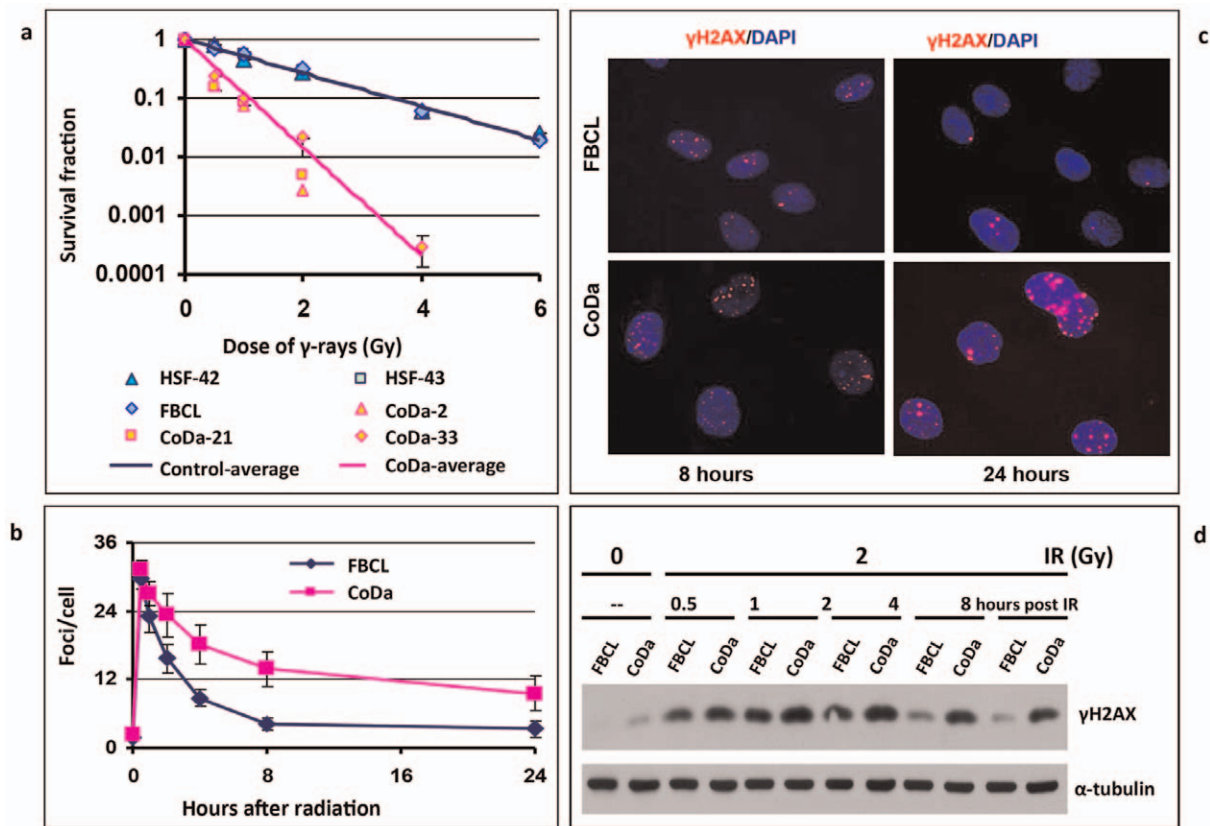 a
1
0.1
0.01
0.001
0.0001
Survival fraction
0 2 4 6
Dose of γ-rays (Gy)
HSF-42 HSF-43
FBCL CoDa-2
CoDa-21 CoDa-33
Control-average CoDa-average
c
γH2AX/DAPI γH2AX/DAPI
FBCL
CoDa
8 hours 24 hours
b
36
24
12
0
Foci/cell
FBCL
CoDa
0 8 16 24
Hours after radiation
d
0 2 IR (Gy)
-- 0.5 1 2 4 8 hours post IR
FBCL CoDa FBCL CoDa FBCL CoDa FBCL CoDa FBCL CoDa FBCL CoDa
γH2AX
α-tubulin